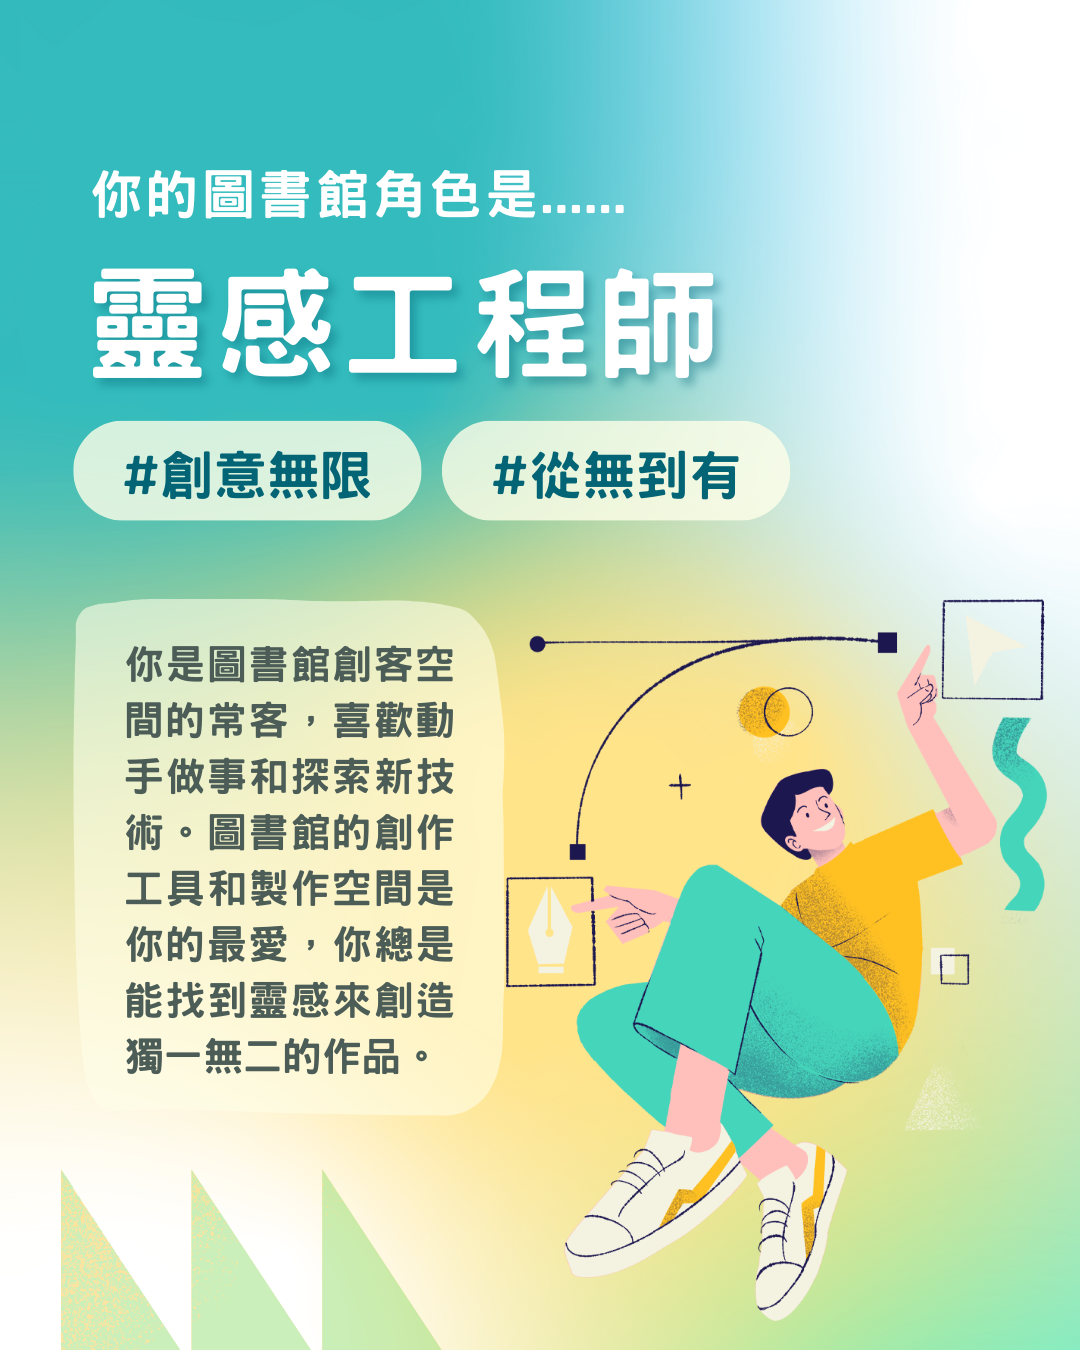 你的圖書館角色是......
靈感工程師
#創意無限
#從無到有
你是圖書館創客空
間的常客，喜歡動
手做事和探索新技
術。圖書館的創作
工具和製作空間是
你的最愛，你總是
能找到靈感來創造
獨一無二的作品。